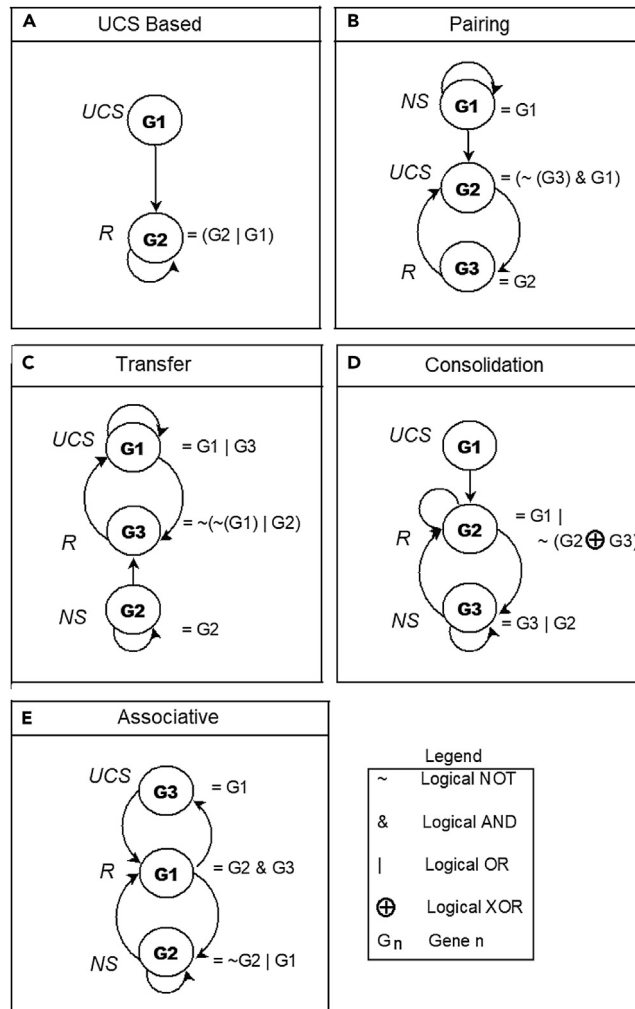 A UCS Based
UCS G1
R G2 = (G2 | G1)
B Pairing
NS G1 = G1
UCS G2 = (~ (G3) & G1)
R G3 = G2
C Transfer
UCS G1 = G1 | G3
R G3 = ~(~(G1) | G2)
NS G2 = G2
D Consolidation
UCS G1
R G2 = G1 |
~ (G2 ⊕ G3)
NS G3 = G3 | G2
E Associative
UCS G3 = G1
R G1 = G2 & G3
NS G2 = ~G2 | G1
Legend
~ Logical NOT
& Logical AND
| Logical OR
⊕ Logical XOR
Gn Gene n